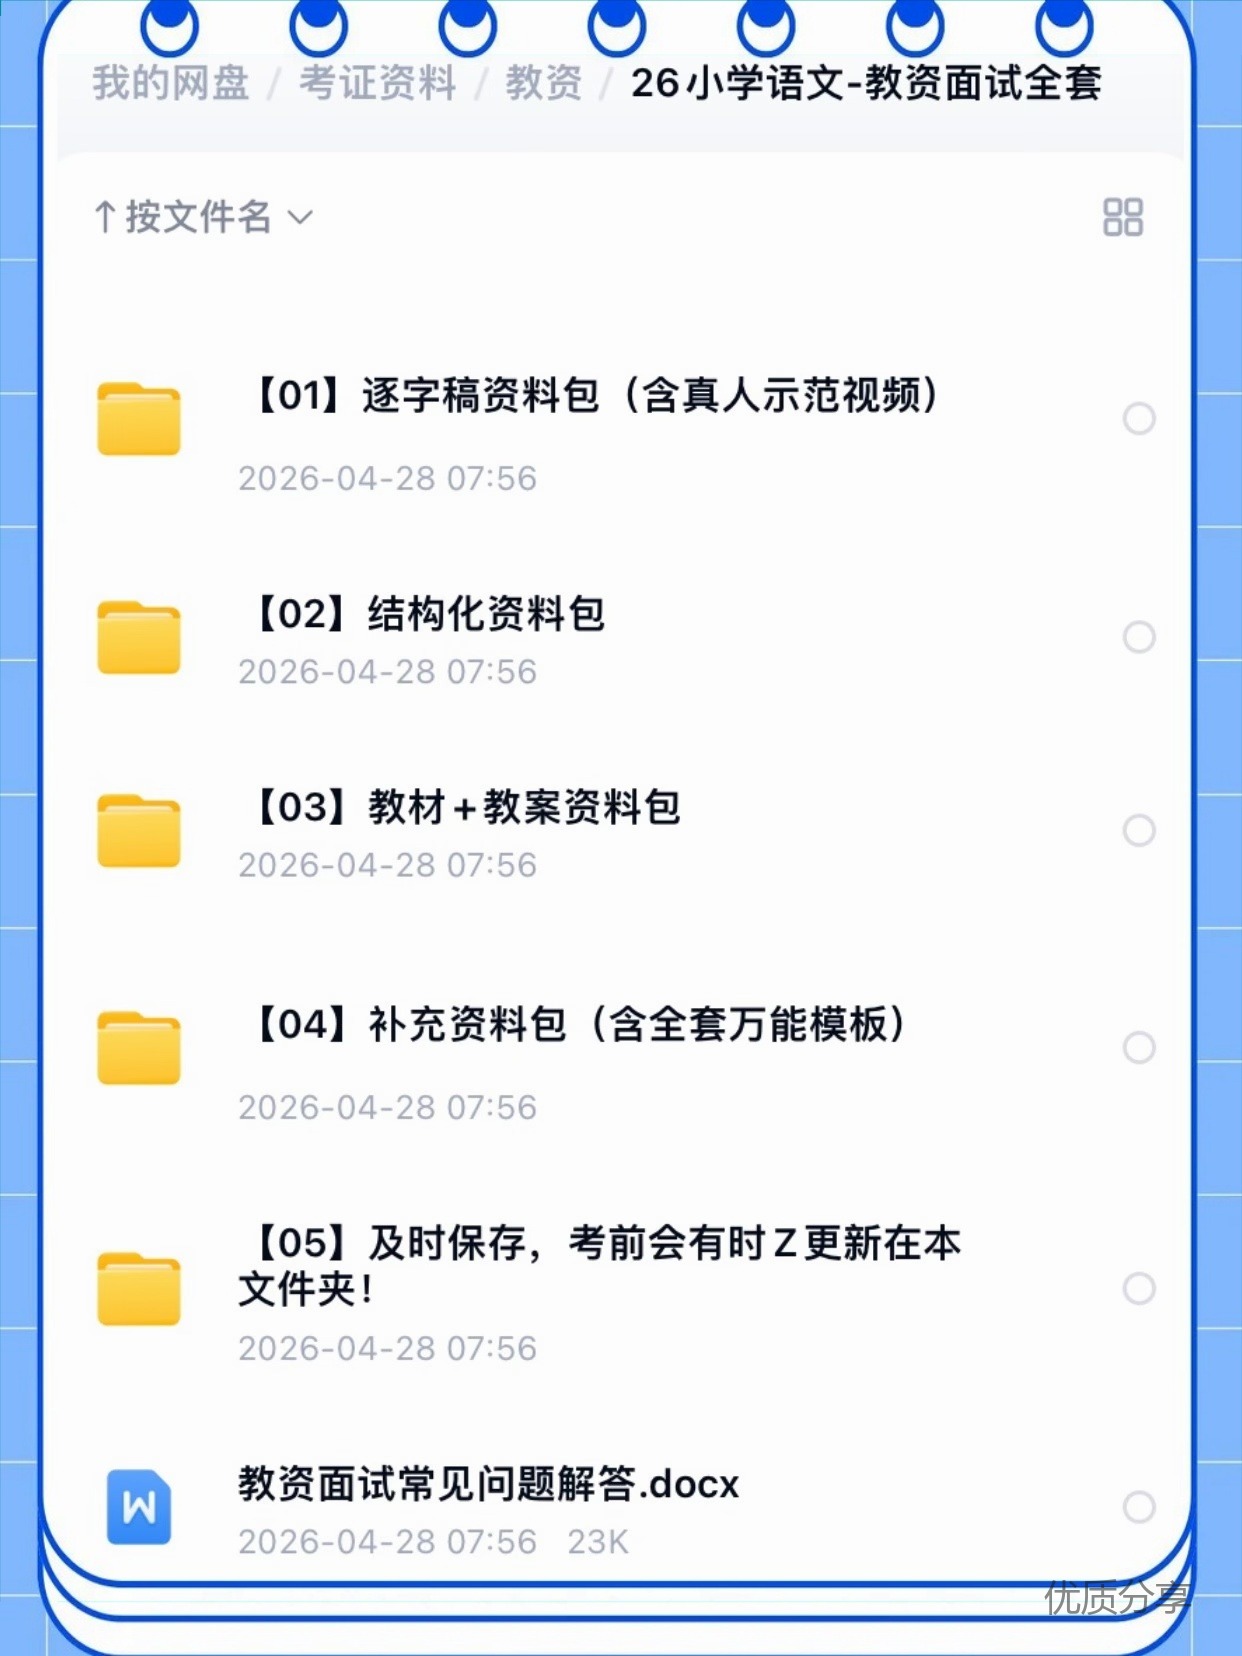 我的网盘 / 考证资料 / 教资 / 26小学语文-教资面试全套
↑按文件名
【01】逐字稿资料包（含真人示范视频）
2026-04-28 07:56
【02】结构化资料包
2026-04-28 07:56
【03】教材+教案资料包
2026-04-28 07:56
【04】补充资料包（含全套万能模板）
2026-04-28 07:56
【05】及时保存，考前会有时Z更新在本
文件夹！
2026-04-28 07:56
W
教资面试常见问题解答.docx
2026-04-28 07:56 23K
优质分享